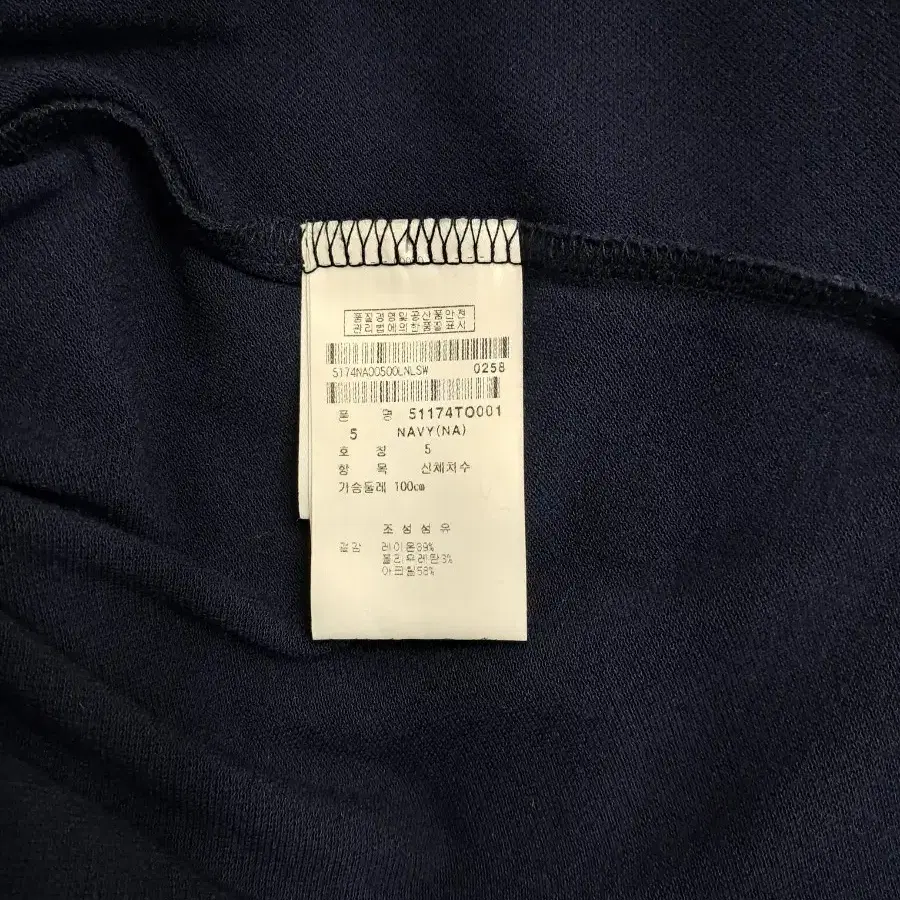 품질경영및공산품안전
관리법에의한품질표시
5174NA00500LNLSW 0258
품 명 51174TO001
5 NAVY(NA)
호 칭 5
항 목 신체치수
가슴둘레 100cm
조 성 섬 유
겉감 레이온39%
폴리우레탄3%
아크릴58%